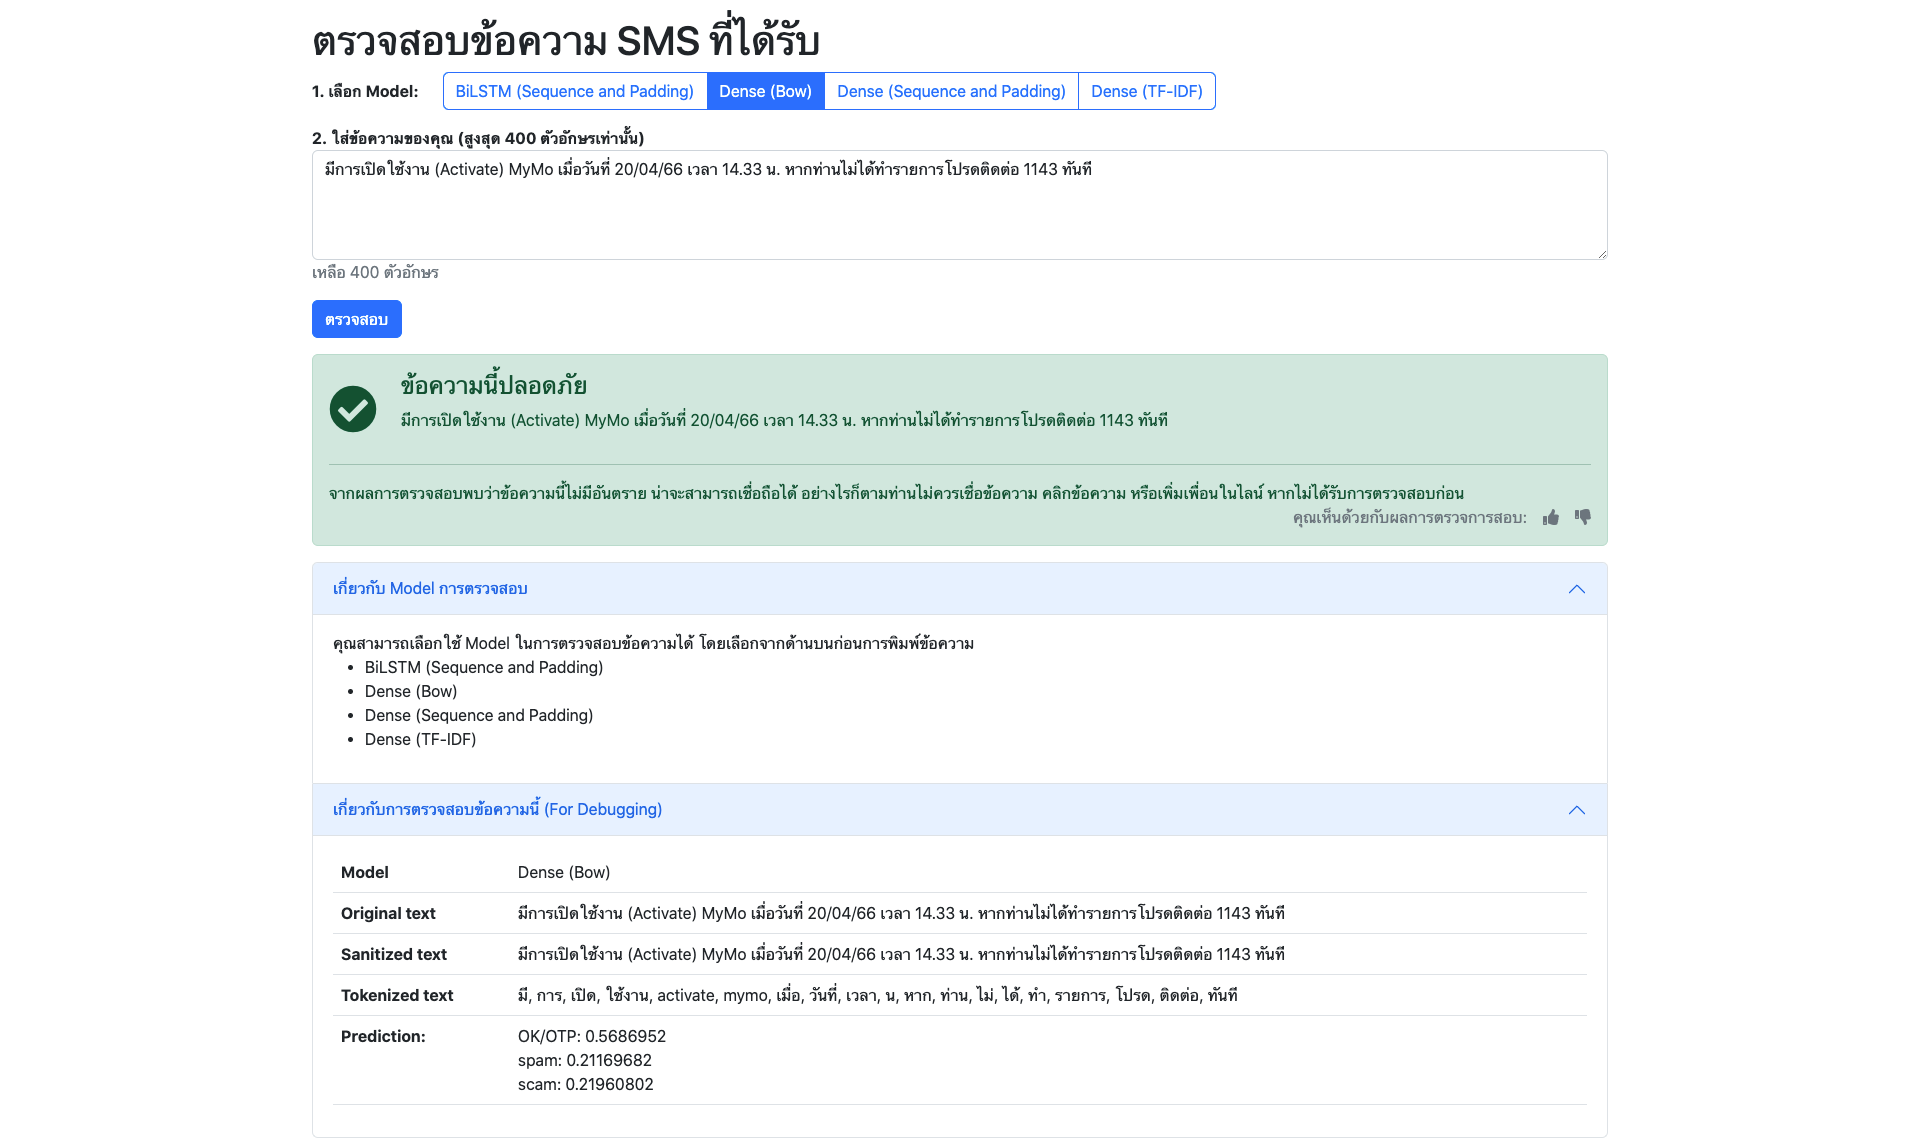 ตรวจสอบข้อความ SMS ที่ได้รับ
1. เลือก Model: BiLSTM (Sequence and Padding) Dense (Bow) Dense (Sequence and Padding) Dense (TF-IDF)
2. ใส่ข้อความของคุณ (สูงสุด 400 ตัวอักษรเท่านั้น)
มีการเปิดใช้งาน (Activate) MyMo เมื่อวันที่ 20/04/66 เวลา 14.33 น. หากท่านไม่ได้ทำรายการโปรดติดต่อ 1143 ทันที
เหลือ 400 ตัวอักษร
ตรวจสอบ
ข้อความนี้ปลอดภัย
มีการเปิดใช้งาน (Activate) MyMo เมื่อวันที่ 20/04/66 เวลา 14.33 น. หากท่านไม่ได้ทำรายการโปรดติดต่อ 1143 ทันที
จากผลการตรวจสอบพบว่าข้อความนี้ไม่มีอันตราย น่าจะสามารถเชื่อถือได้ อย่างไรก็ตามท่านไม่ควรเชื่อข้อความ คลิกข้อความ หรือเพิ่มเพื่อนในไลน์ หากไม่ได้รับการตรวจสอบก่อน
คุณเห็นด้วยกับผลการตรวจการสอบ:
เกี่ยวกับ Model การตรวจสอบ
คุณสามารถเลือกใช้ Model ในการตรวจสอบข้อความได้ โดยเลือกจากด้านบนก่อนการพิมพ์ข้อความ
• BiLSTM (Sequence and Padding)
• Dense (Bow)
• Dense (Sequence and Padding)
• Dense (TF-IDF)
เกี่ยวกับการตรวจสอบข้อความนี้ (For Debugging)
Model Dense (Bow)
Original text มีการเปิดใช้งาน (Activate) MyMo เมื่อวันที่ 20/04/66 เวลา 14.33 น. หากท่านไม่ได้ทำรายการโปรดติดต่อ 1143 ทันที
Sanitized text มีการเปิดใช้งาน (Activate) MyMo เมื่อวันที่ 20/04/66 เวลา 14.33 น. หากท่านไม่ได้ทำรายการโปรดติดต่อ 1143 ทันที
Tokenized text มี, การ, เปิด, ใช้งาน, activate, mymo, เมื่อ, วันที่, เวลา, น, หาก, ท่าน, ไม่, ได้, ทำ, รายการ, โปรด, ติดต่อ, ทันที
Prediction: OK/OTP: 0.5686952
spam: 0.21169682
scam: 0.21960802